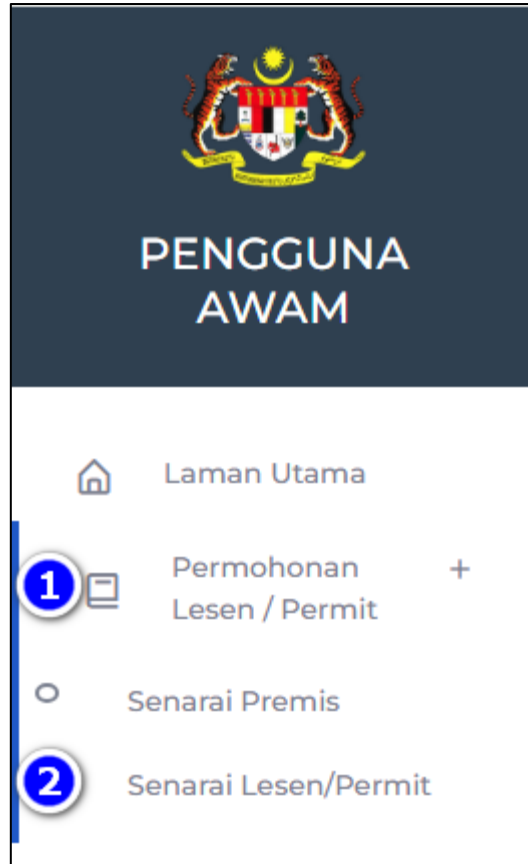 PENGGUNA
AWAM
Laman Utama
1
Permohonan +
Lesen / Permit
Senarai Premis
2 Senarai Lesen/Permit